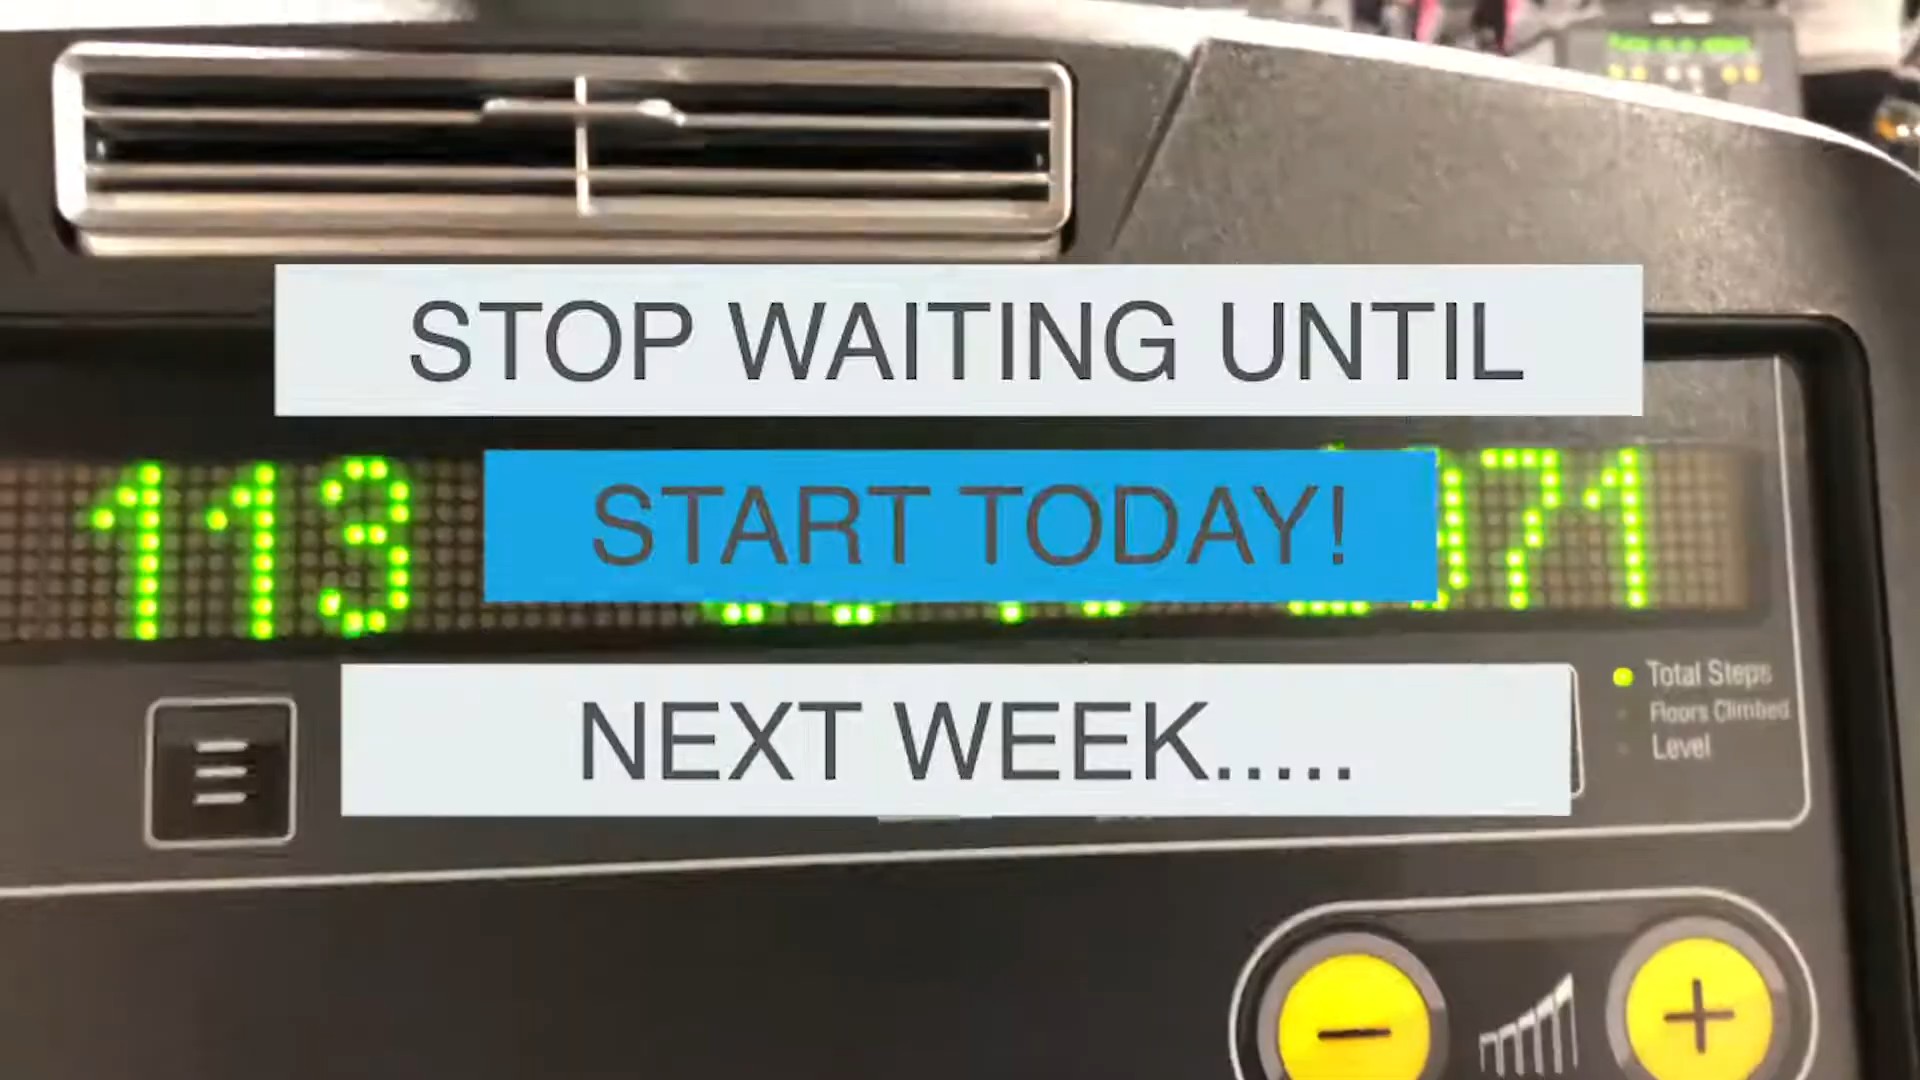 STOP WAITING UNTIL
113
START TODAY!
71
NEXT WEEK.....
Total Steps
Floors Climbed
Level